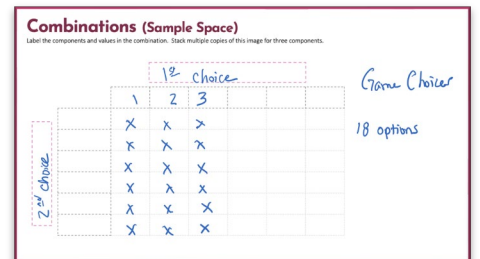 Combinations (Sample Space)
Label the components and values in the combination. Stack multiple copies of this image for three components.
1st choice
Game Choices
1 2 3
18 options
2nd choice
x x x
x x x
x x x
x x x
x x x
x x x